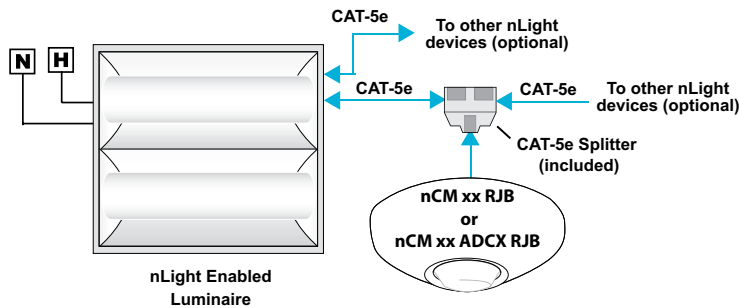 CAT-5e
To other nLight
devices (optional)
N
H
CAT-5e
CAT-5e
To other nLight
devices (optional)
CAT-5e Splitter
(included)
nCM xx RJB
or
nCM xx ADCX RJB
nLight Enabled
Luminaire